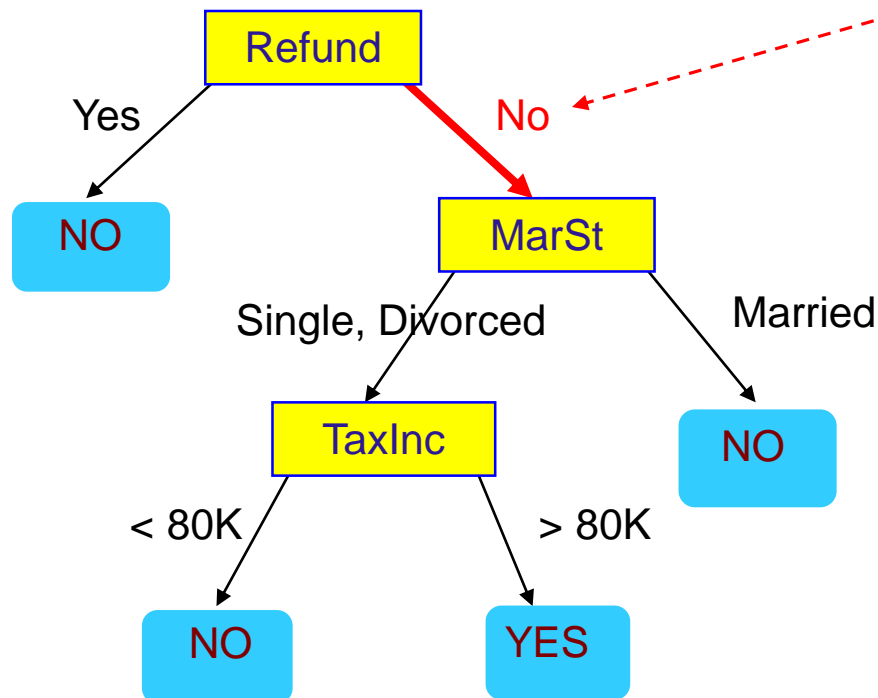 Refund
Yes
No
NO
MarSt
Single, Divorced
Married
TaxInc
NO
< 80K
> 80K
NO
YES